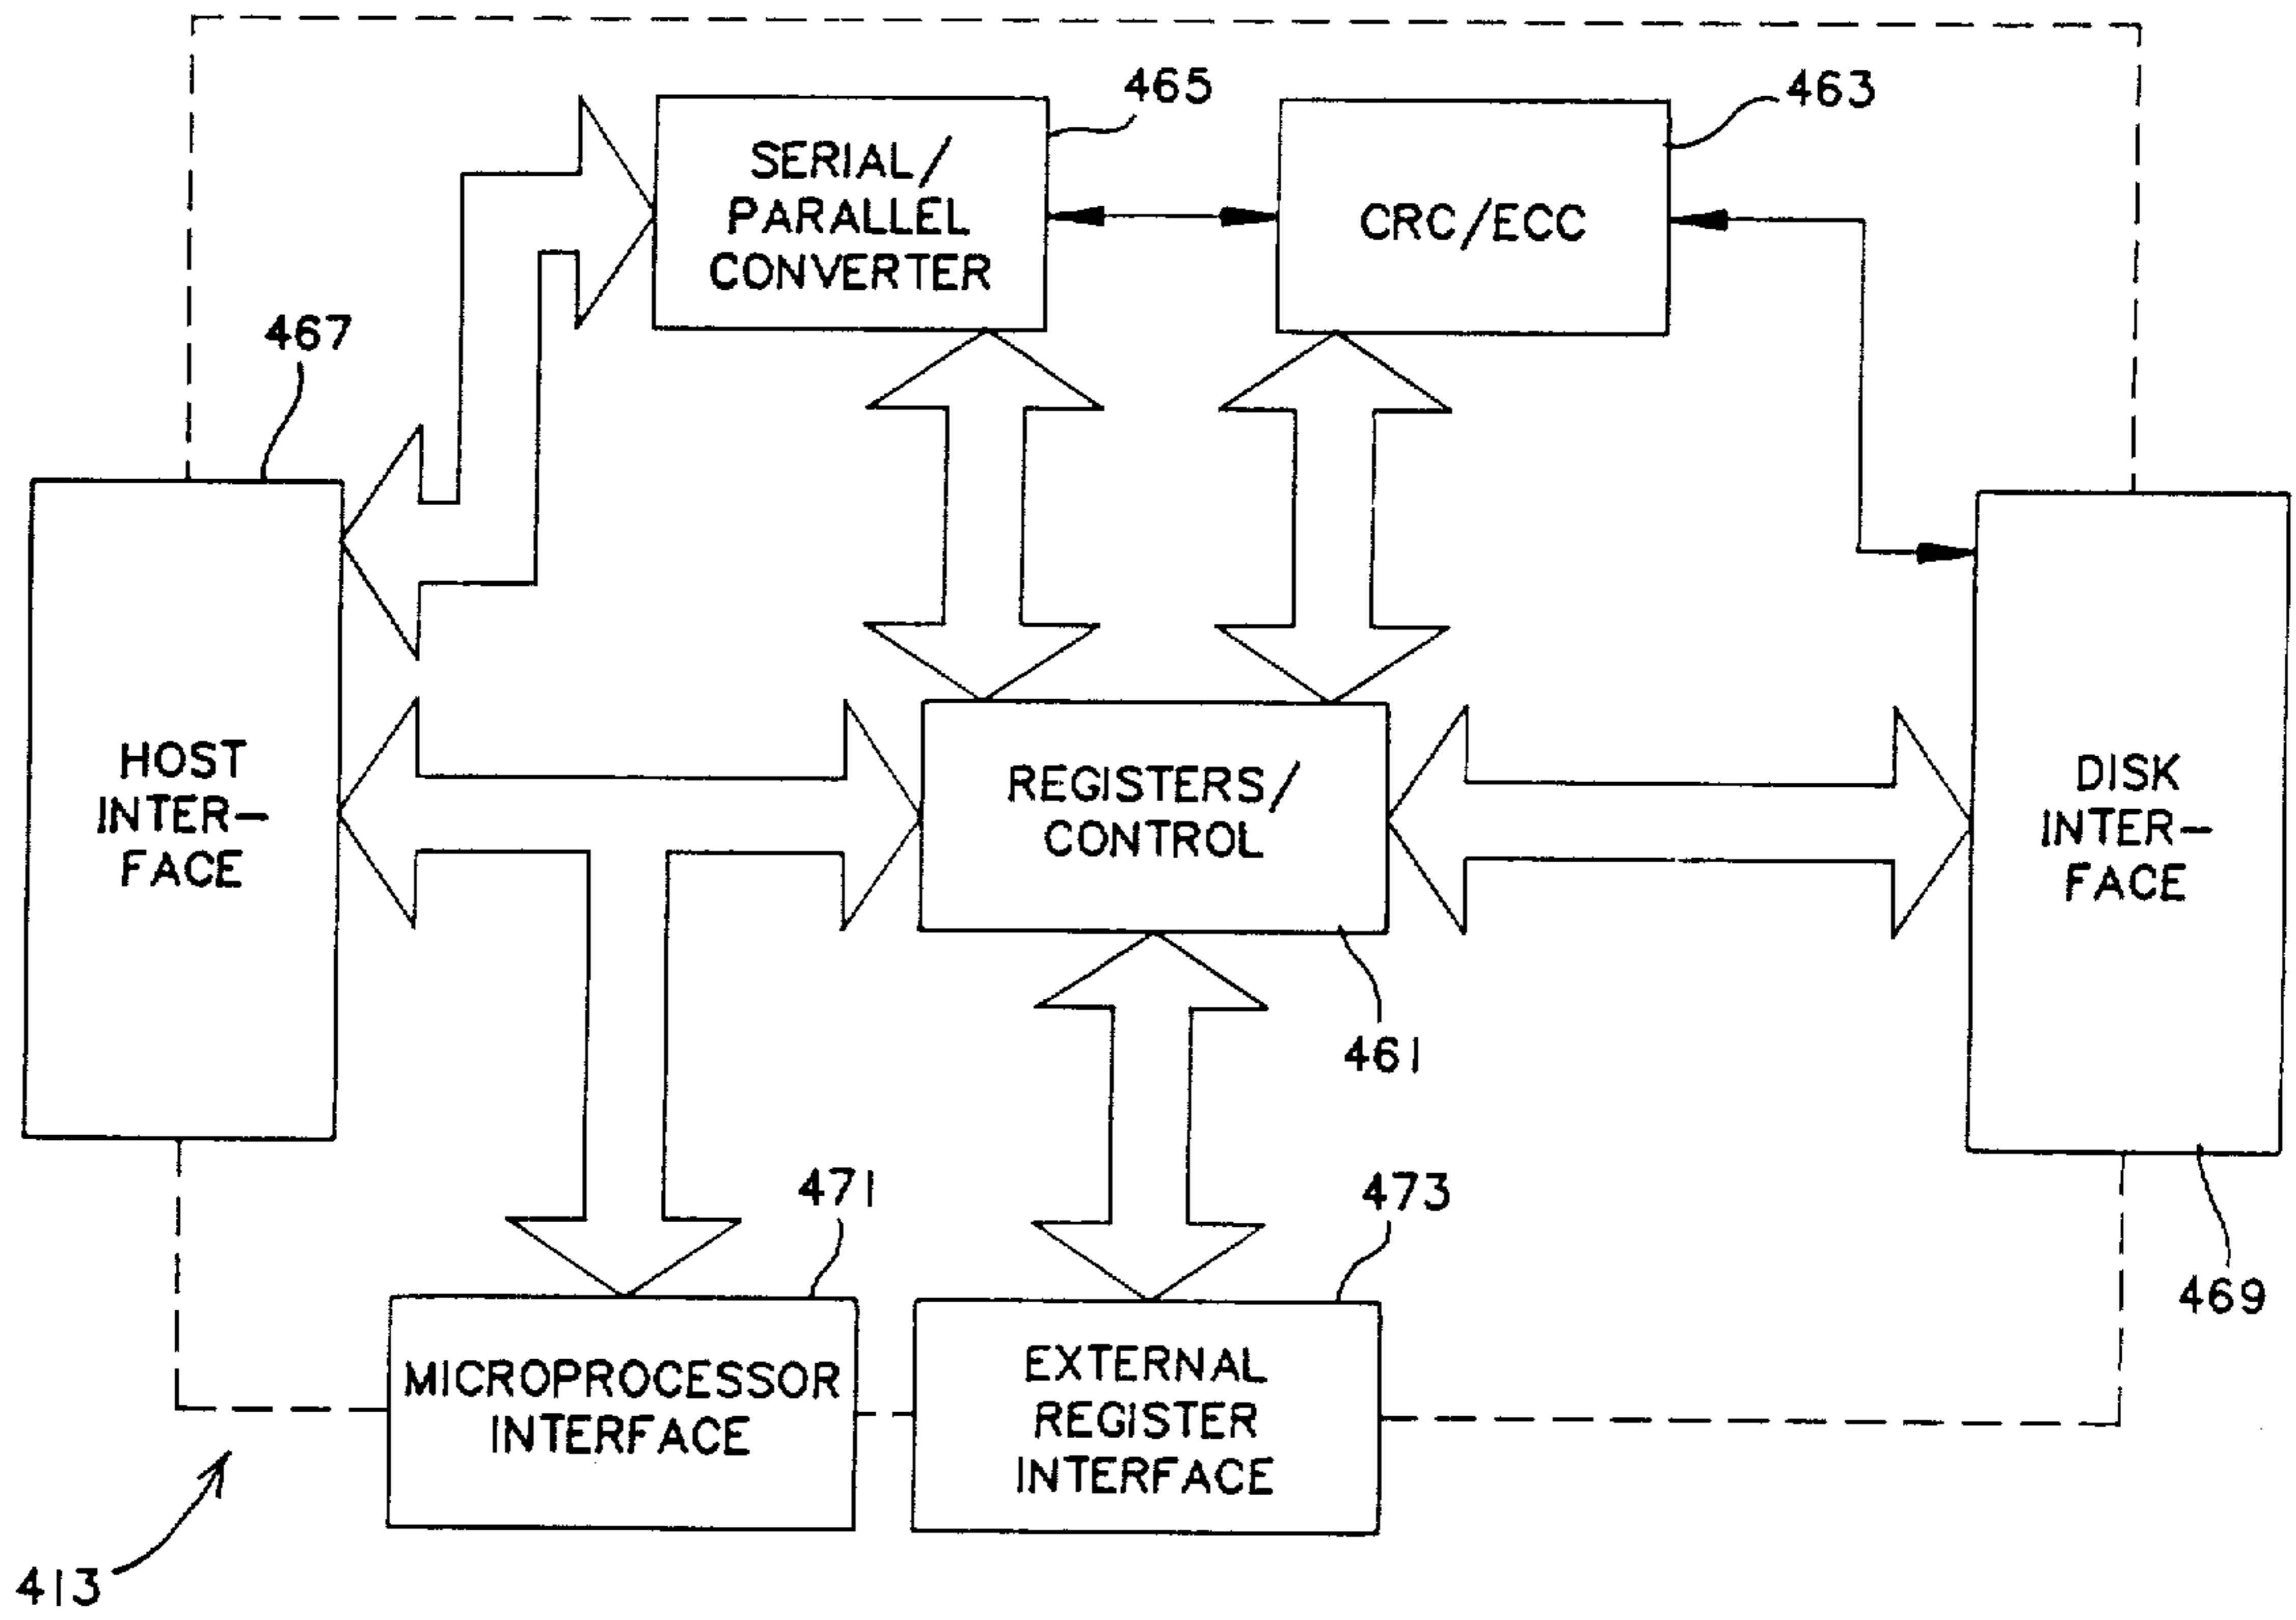 465
463
SERIAL/
PARALLEL
CONVERTER
CRC/ECC
467
HOST
INTER-
FACE
REGISTERS/
CONTROL
DISK
INTER-
FACE
461
471
473
469
MICROPROCESSOR
INTERFACE
EXTERNAL
REGISTER
INTERFACE
413